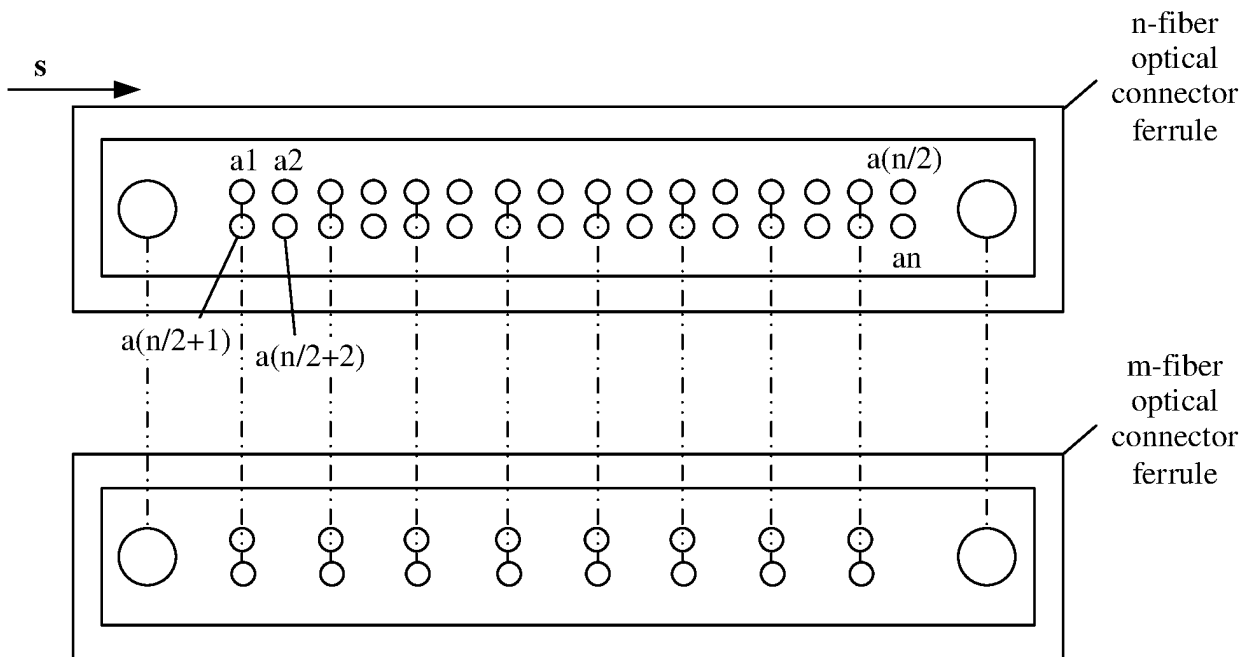 n-fiber
optical
connector
ferrule
s
a1 a2 a(n/2)
an
a(n/2+1)
a(n/2+2)
m-fiber
optical
connector
ferrule